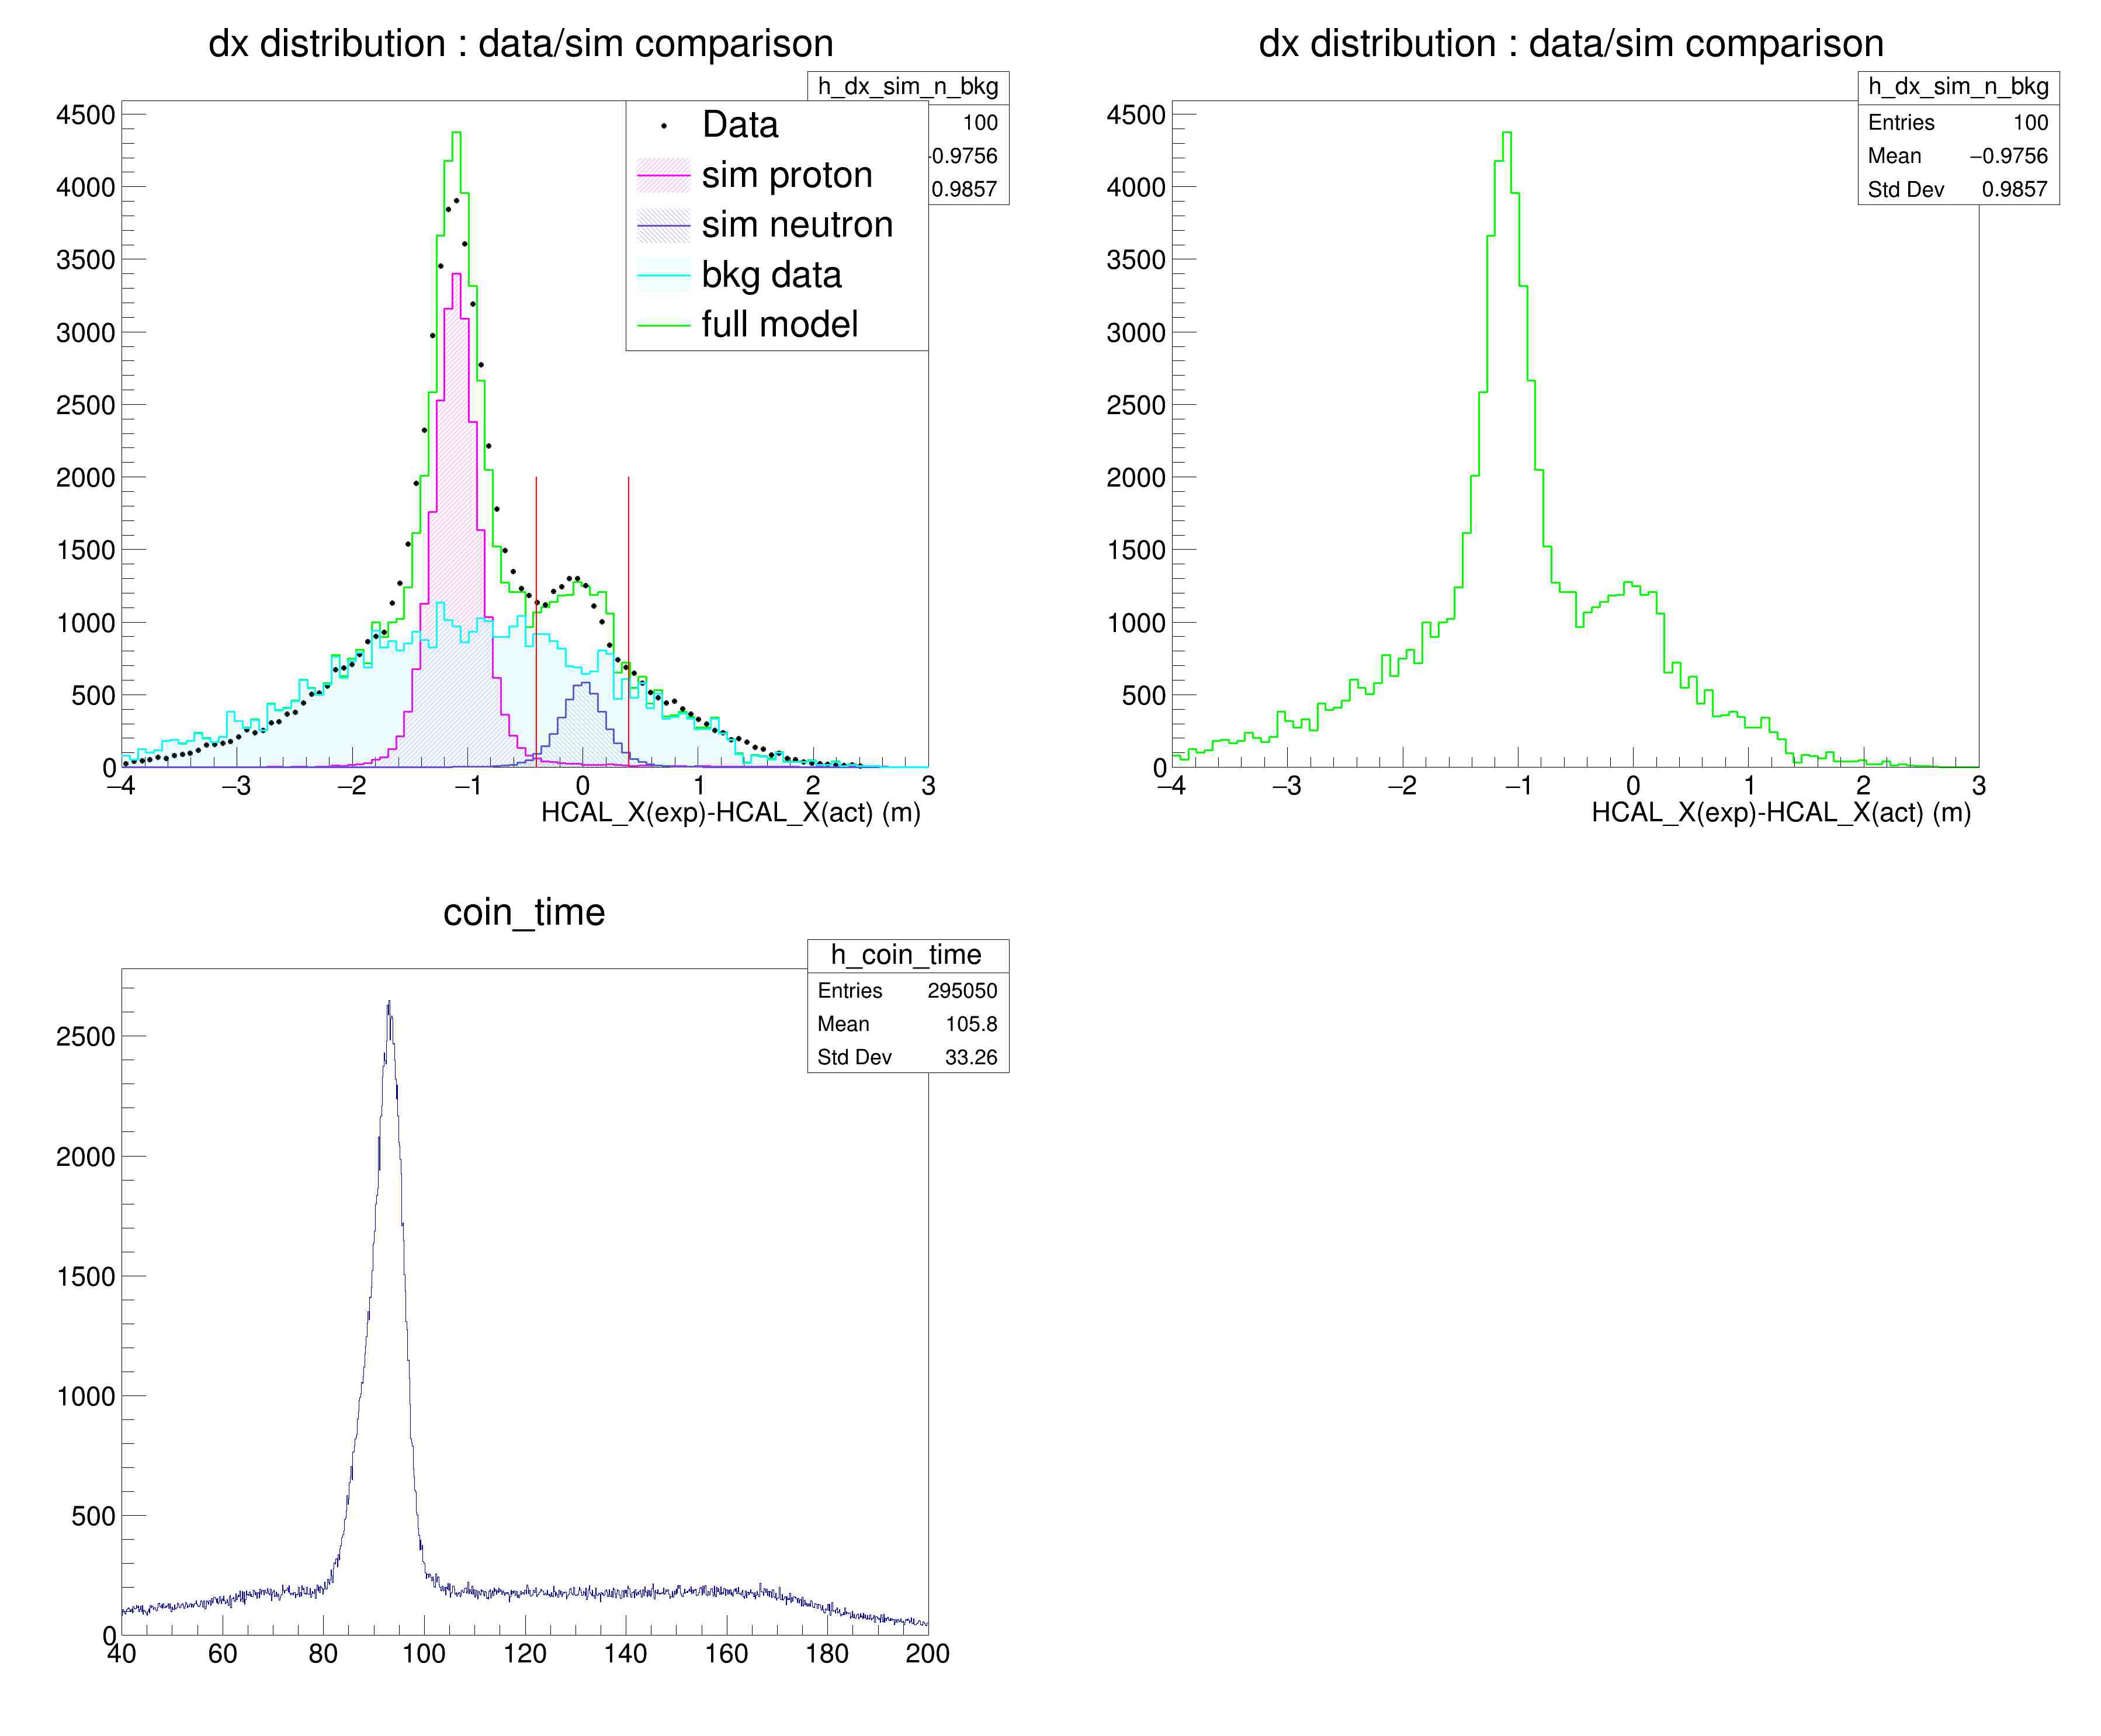 dx distribution : data/sim comparison
h_dx_sim_n_bkg
100
-0.9756
0.9857
Data
sim proton
sim neutron
bkg data
full model
4500
4000
3500
3000
2500
2000
1500
1000
500
0
−4 −3 −2 −1 0 1 2 3
HCAL_X(exp)-HCAL_X(act) (m)
dx distribution : data/sim comparison
h_dx_sim_n_bkg
Entries 100
Mean −0.9756
Std Dev 0.9857
4500
4000
3500
3000
2500
2000
1500
1000
500
0
−4 −3 −2 −1 0 1 2 3
HCAL_X(exp)-HCAL_X(act) (m)
coin_time
h_coin_time
Entries 295050
Mean 105.8
Std Dev 33.26
2500
2000
1500
1000
500
0
40 60 80 100 120 140 160 180 200